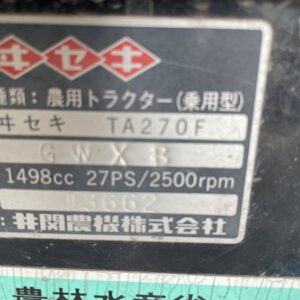 ヰセキ
種類：農用トラクター(乗用型)
ヰセキ TA270F
GWXB
1498cc 27PS/2500rpm
03662
：井関農機株式会社
農林水産省